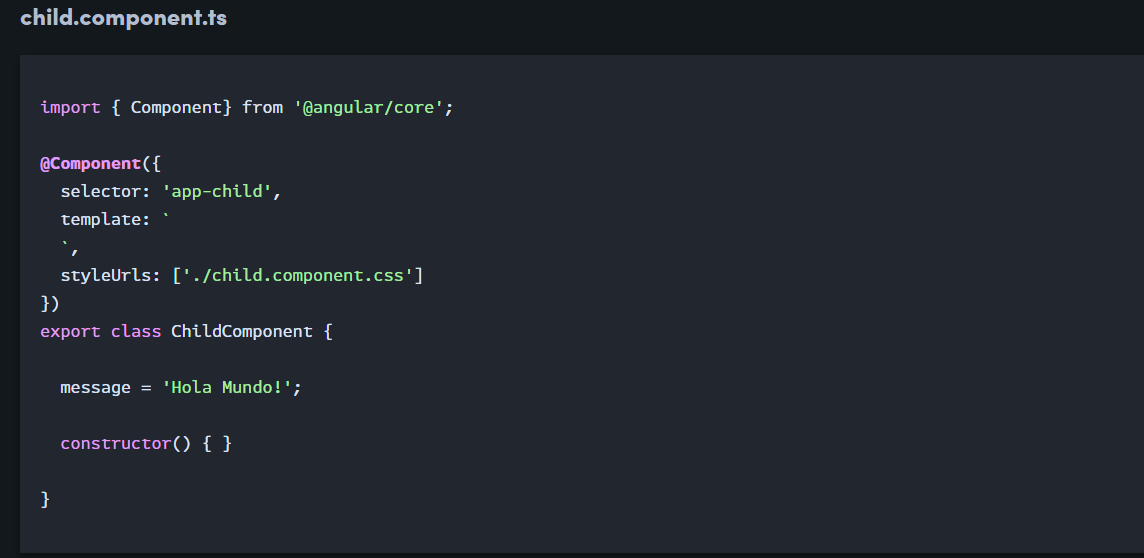 child.component.ts
import { Component} from '@angular/core';
@Component({
  selector: 'app-child',
  template: `
  `,
  styleUrls: ['./child.component.css']
})
export class ChildComponent {
  message = 'Hola Mundo!';
  constructor() { }
}